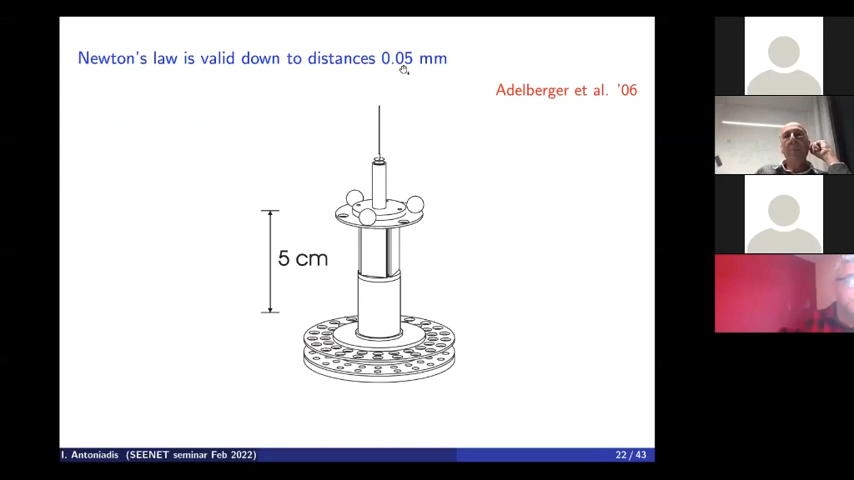 Newton's law is valid down to distances 0.05 mm
Adelberger et al. '06
5 cm
I. Antoniadis (SEENET seminar Feb 2022)
22 / 43